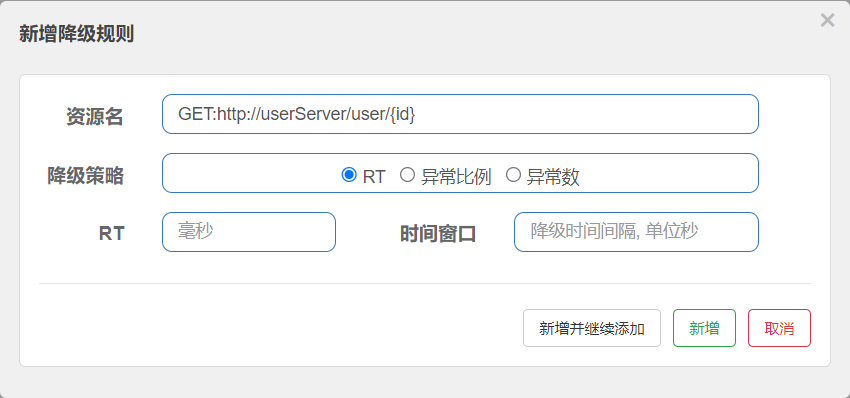 新增降级规则 ×
资源名 GET:http://userServer/user/{id}
降级策略 RT 异常比例 异常数
RT 毫秒 时间窗口 降级时间间隔, 单位秒
新增并继续添加 新增 取消